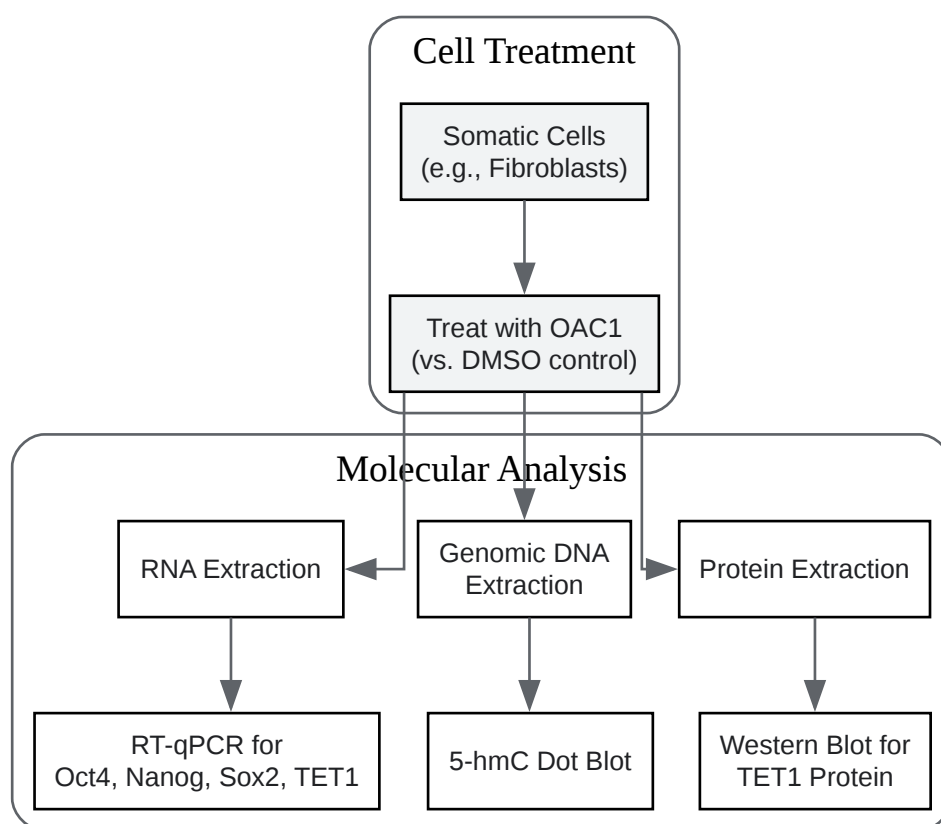 Cell Treatment
Somatic Cells
(e.g., Fibroblasts)
Treat with OAC1
(vs. DMSO control)
Molecular Analysis
RNA Extraction
Genomic DNA
Extraction
Protein Extraction
RT-qPCR for
Oct4, Nanog, Sox2, TET1
5-hmC Dot Blot
Western Blot for
TET1 Protein